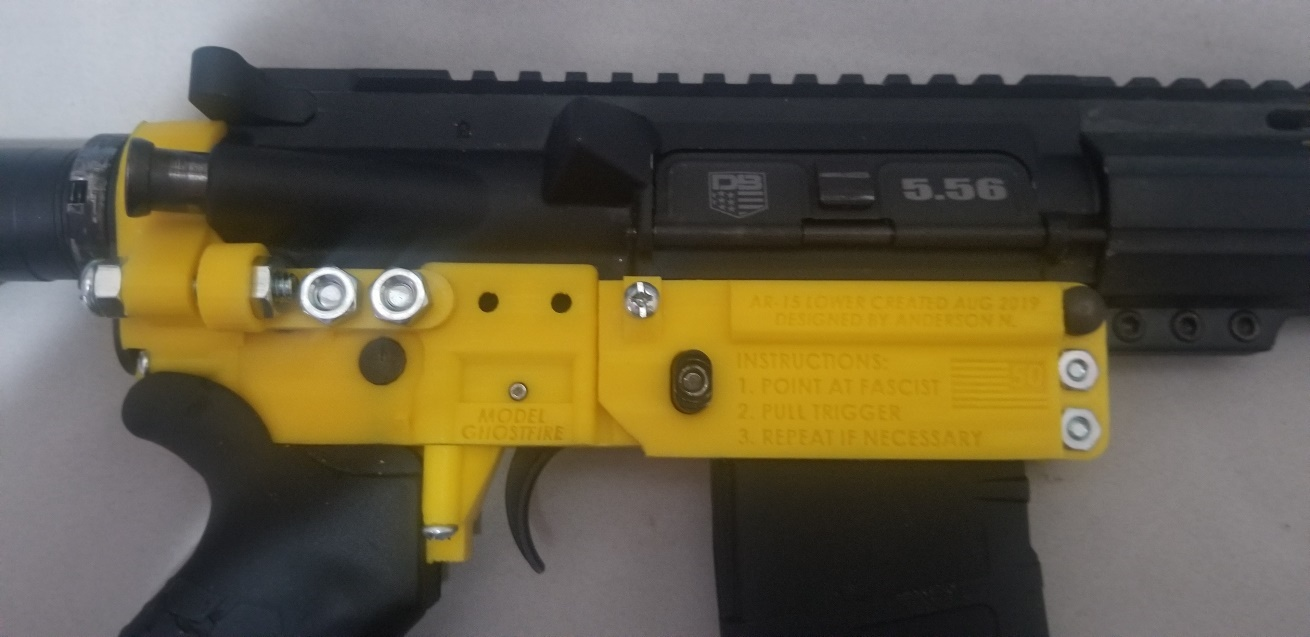 DB
5.56
AR-15 LOWER CREATED AUG 2019
DESIGNED BY ANDERSON N.
INSTRUCTIONS:
1. POINT AT FASCIST
2. PULL TRIGGER
3. REPEAT IF NECESSARY
50
MODEL
GHOSTFIRE